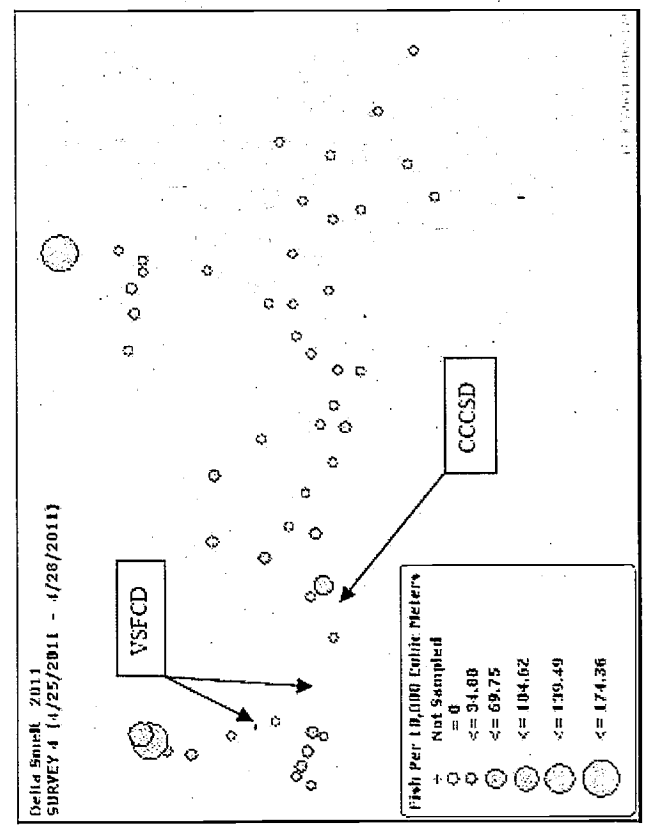 Delta Smelt 2011
SURVEY 4 (4/25/2011 - 4/28/2011)
VSFCD
CCCSD
Fish Per 10,000 Cubic Meters
+ Not Sampled
= 0
<= 34.88
<= 69.75
<= 104.62
<= 139.49
<= 174.36